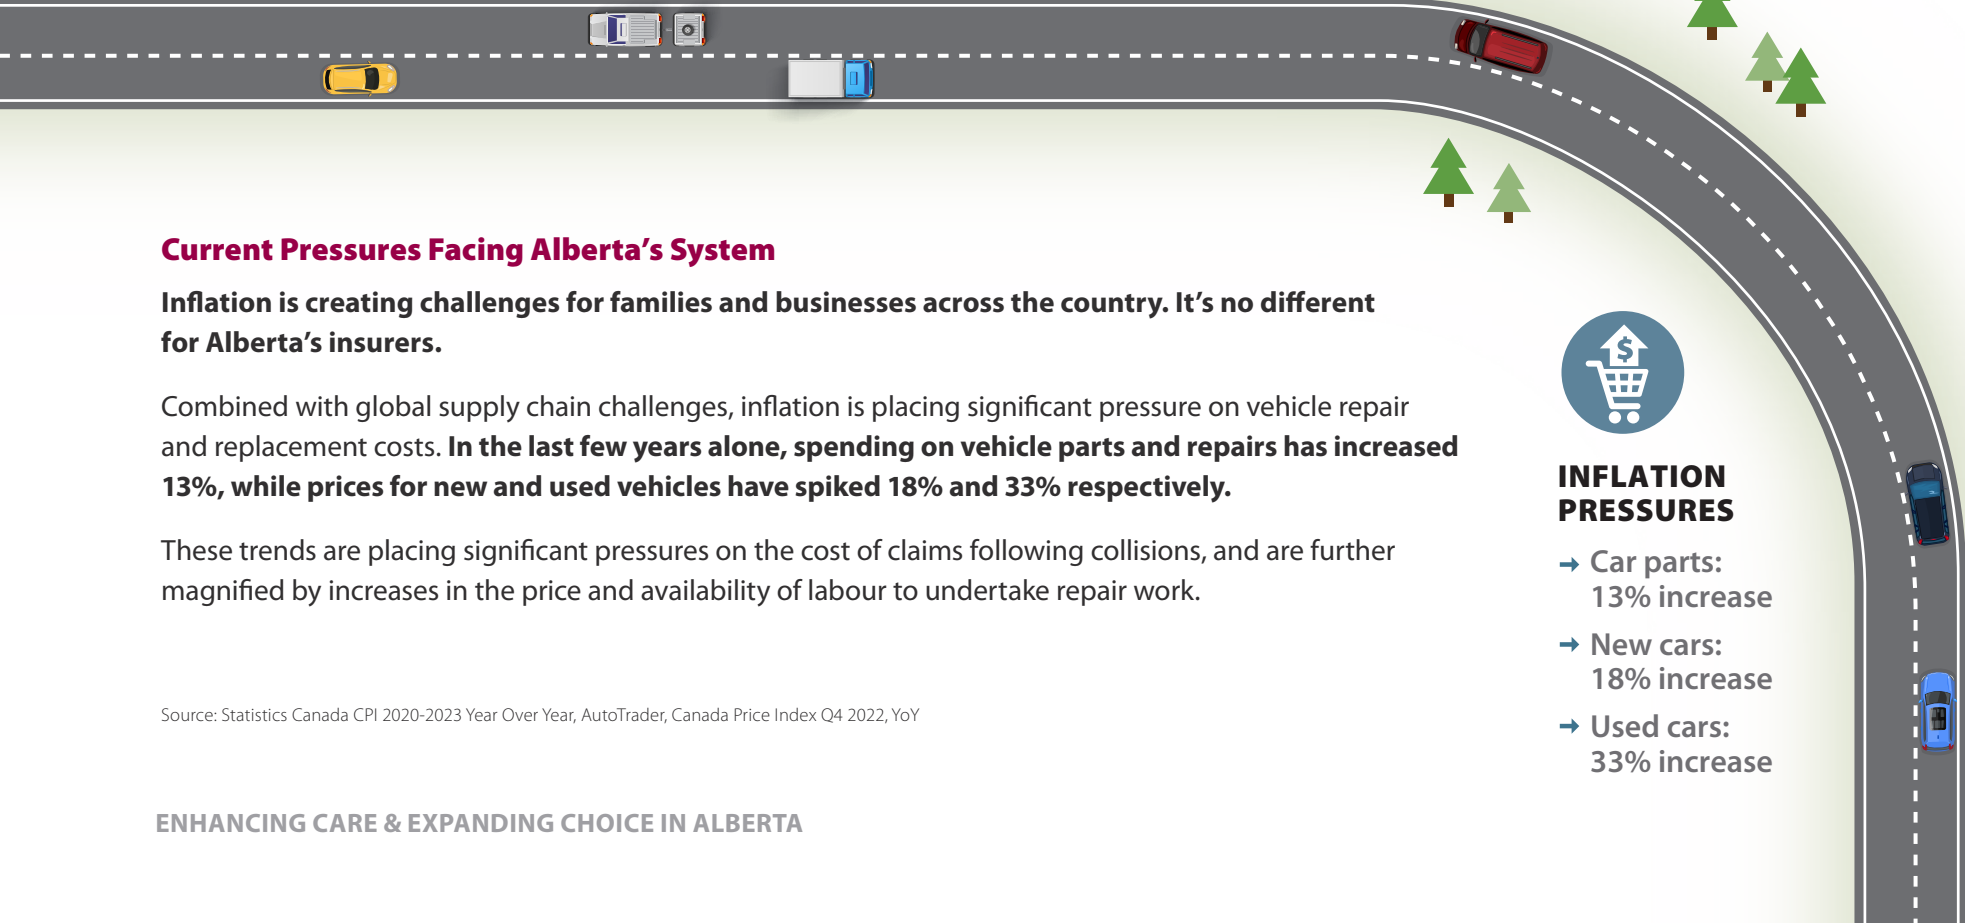 Current Pressures Facing Alberta’s System
Inflation is creating challenges for families and businesses across the country. It’s no different
for Alberta’s insurers.
Combined with global supply chain challenges, inflation is placing significant pressure on vehicle repair
and replacement costs. In the last few years alone, spending on vehicle parts and repairs has increased
13%, while prices for new and used vehicles have spiked 18% and 33% respectively.
These trends are placing significant pressures on the cost of claims following collisions, and are further
magnified by increases in the price and availability of labour to undertake repair work.
Source: Statistics Canada CPI 2020-2023 Year Over Year, AutoTrader, Canada Price Index Q4 2022, YoY
$
INFLATION
PRESSURES
Car parts:
13% increase
New cars:
18% increase
Used cars:
33% increase
ENHANCING CARE & EXPANDING CHOICE IN ALBERTA